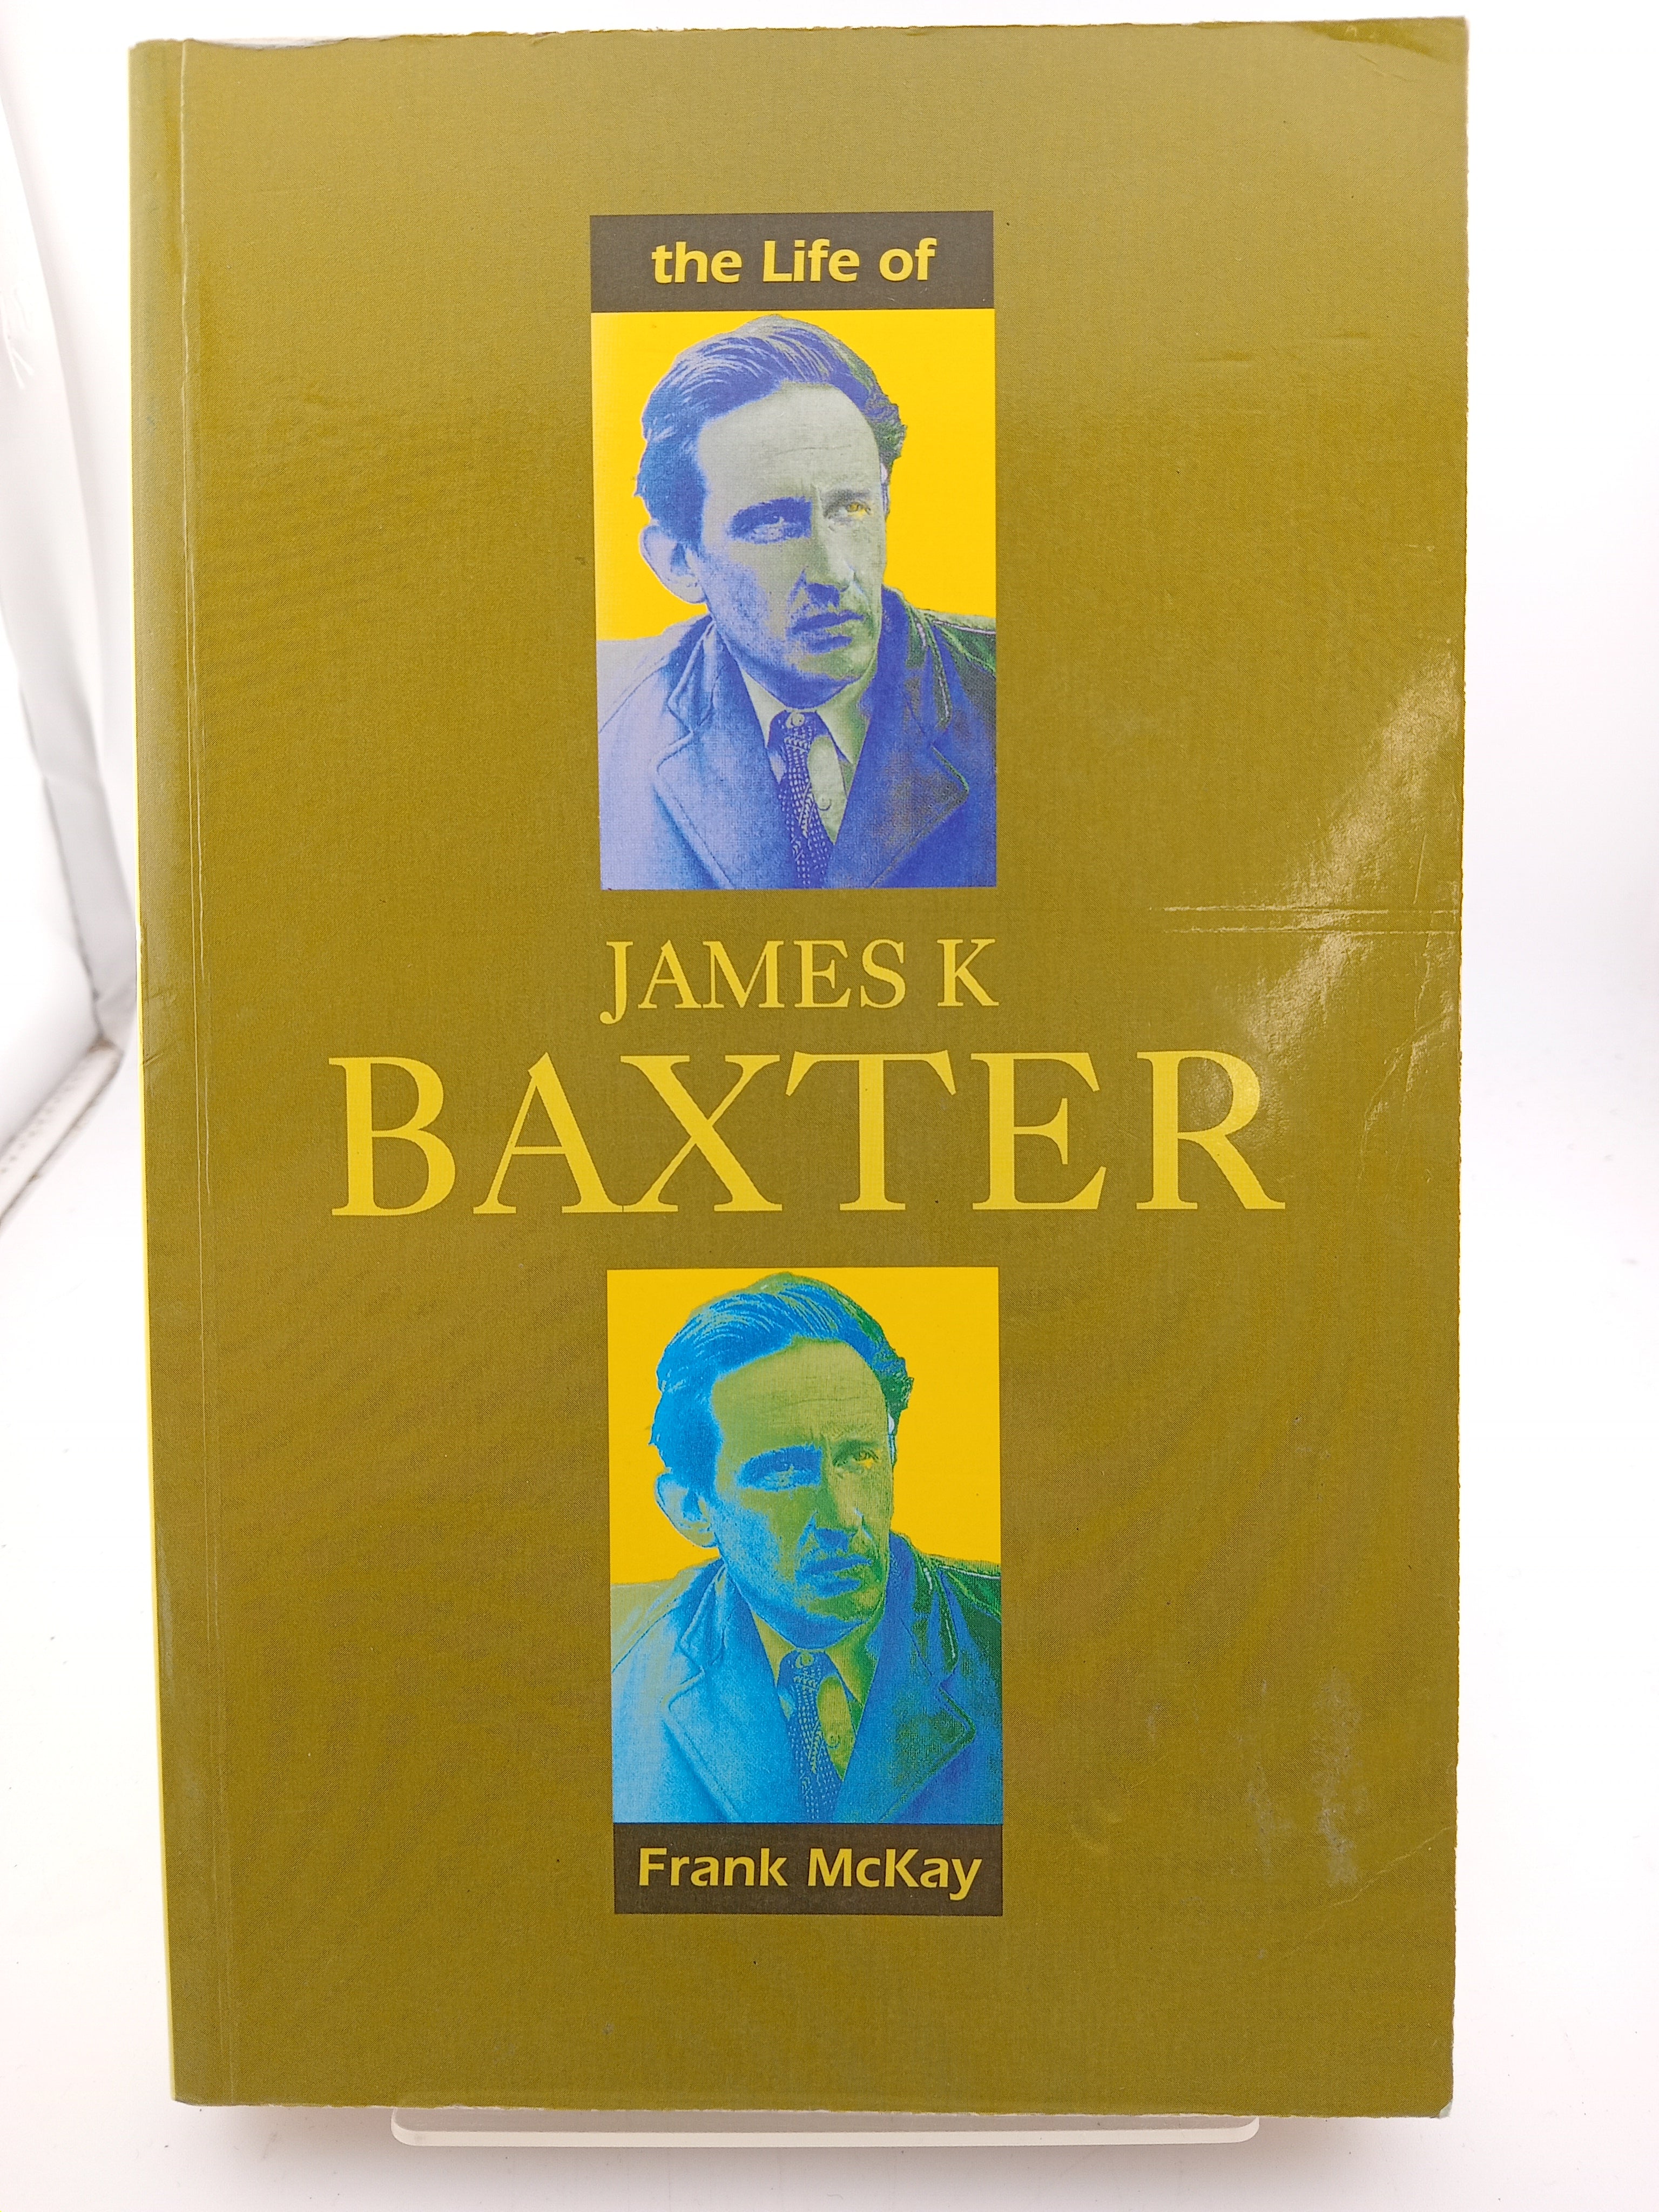 the Life of
JAMES K
BAXTER
Frank McKay